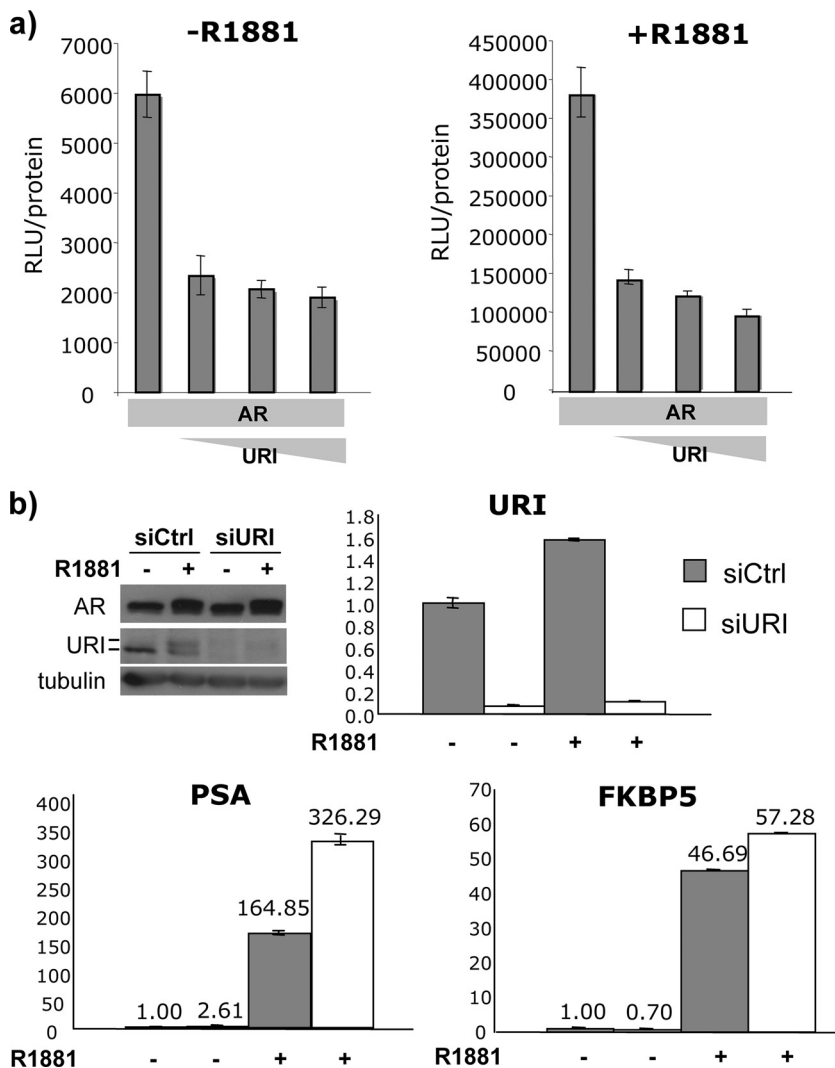 a)
-R1881
+R1881
RLU/protein
7000
6000
5000
4000
3000
2000
1000
0
AR
URI
RLU/protein
450000
400000
350000
300000
250000
200000
150000
100000
50000
0
AR
URI
b)
siCtrl siURI
R1881 - + - +
AR
URI
tubulin
URI
1.8
1.6
1.4
1.2
1.0
0.8
0.6
0.4
0.2
0.0
R1881 - - + +
siCtrl
siURI
PSA
400
350
300
250
200
150
100
50
0
1.00
2.61
164.85
326.29
R1881 - - + +
FKBP5
70
60
50
40
30
20
10
0
1.00
0.70
46.69
57.28
R1881 - - + +